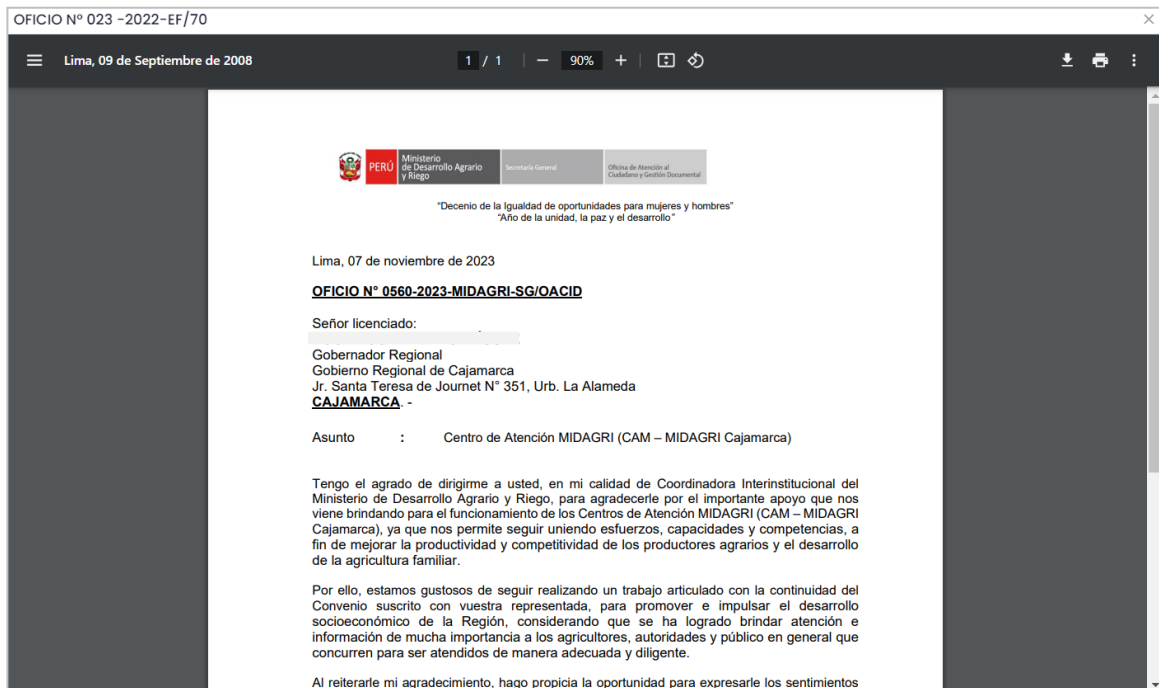 OFICIO N° 023 -2022-EF/70
Lima, 09 de Septiembre de 2008
1 / 1
90%
PERÚ
Ministerio
de Desarrollo Agrario
y Riego
Secretaría General
Oficina de Atención al
Ciudadano y Gestión Documental
"Decenio de la Igualdad de oportunidades para mujeres y hombres"
"Año de la unidad, la paz y el desarrollo"
Lima, 07 de noviembre de 2023
OFICIO N° 0560-2023-MIDAGRI-SG/OACID
Señor licenciado:
Gobernador Regional
Gobierno Regional de Cajamarca
Jr. Santa Teresa de Journet N° 351, Urb. La Alameda
CAJAMARCA. -
Asunto : Centro de Atención MIDAGRI (CAM – MIDAGRI Cajamarca)
Tengo el agrado de dirigirme a usted, en mi calidad de Coordinadora Interinstitucional del
Ministerio de Desarrollo Agrario y Riego, para agradecerle por el importante apoyo que nos
viene brindando para el funcionamiento de los Centros de Atención MIDAGRI (CAM – MIDAGRI
Cajamarca), ya que nos permite seguir uniendo esfuerzos, capacidades y competencias, a
fin de mejorar la productividad y competitividad de los productores agrarios y el desarrollo
de la agricultura familiar.
Por ello, estamos gustosos de seguir realizando un trabajo articulado con la continuidad del
Convenio suscrito con vuestra representada, para promover e impulsar el desarrollo
socioeconómico de la Región, considerando que se ha logrado brindar atención e
información de mucha importancia a los agricultores, autoridades y público en general que
concurren para ser atendidos de manera adecuada y diligente.
Al reiterarle mi agradecimiento, hago propicia la oportunidad para expresarle los sentimientos